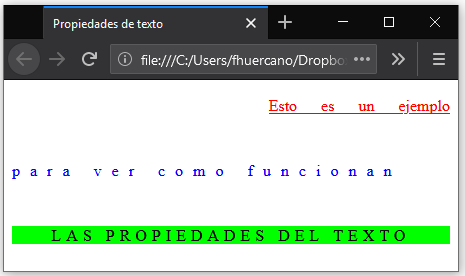 Propiedades de texto
file:///C:/Users/fhuercano/Dropbo
Esto es un ejemplo
para ver como funcionan
LAS PROPIEDADES DEL TEXTO